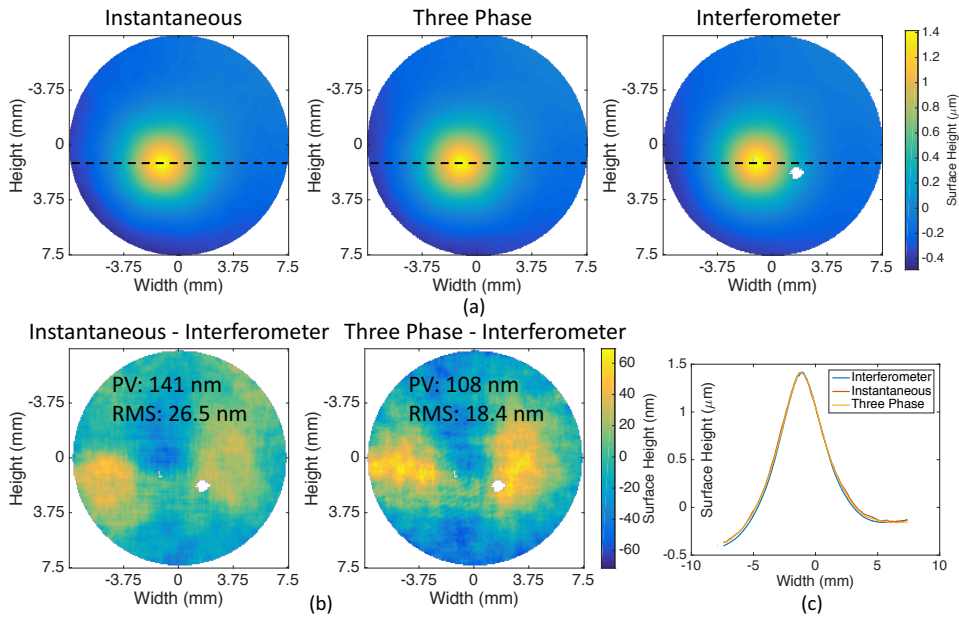 Instantaneous
Three Phase
Interferometer
Height (mm)
-3.75
0
3.75
7.5
-3.75 0 3.75 7.5
Width (mm)
Height (mm)
-3.75
0
3.75
7.5
-3.75 0 3.75 7.5
Width (mm)
Height (mm)
-3.75
0
3.75
7.5
-3.75 0 3.75 7.5
Width (mm)
1.4
1.2
1
0.8
0.6
0.4
0.2
0
-0.2
-0.4
Surface Height (μm)
(a)
Instantaneous - Interferometer
PV: 141 nm
RMS: 26.5 nm
Height (mm)
-3.75
0
3.75
7.5
-3.75 0 3.75 7.5
Width (mm)
Three Phase - Interferometer
PV: 108 nm
RMS: 18.4 nm
Height (mm)
-3.75
0
3.75
7.5
-3.75 0 3.75 7.5
Width (mm)
60
40
20
0
-20
-40
-60
Surface Height (nm)
(b)
Surface Height (μm)
1.5
1
0.5
0
-0.5
-10 -5 0 5 10
Width (mm)
Interferometer
Instantaneous
Three Phase
(c)